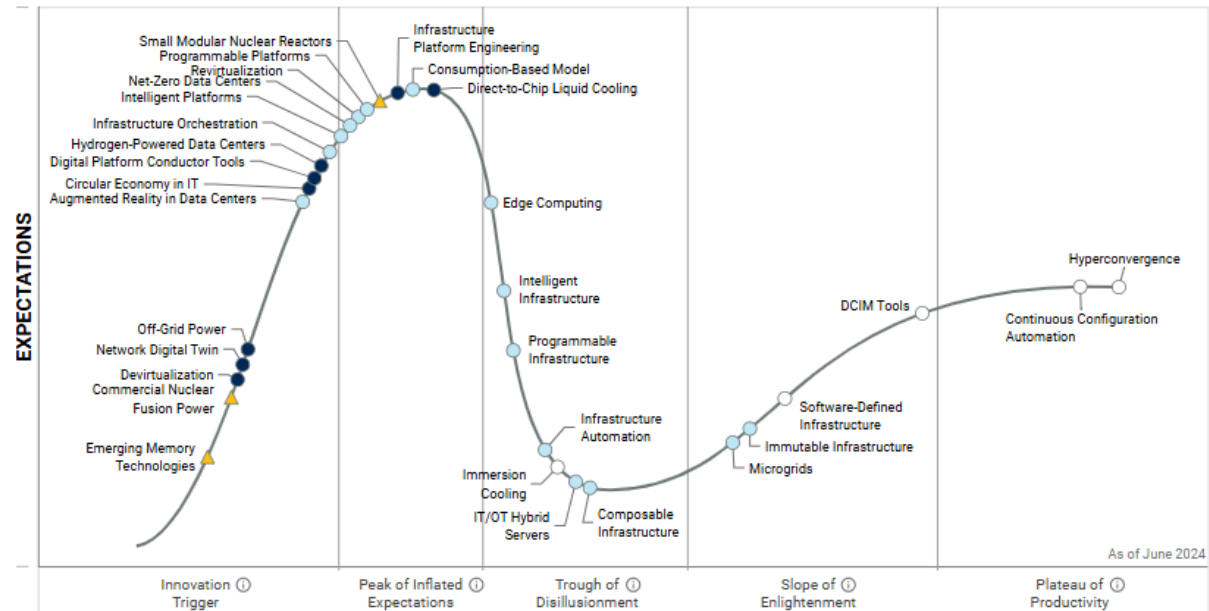 Small Modular Nuclear Reactors
Programmable Platforms
Revirtualization
Net-Zero Data Centers
Intelligent Platforms
Infrastructure Orchestration
Hydrogen-Powered Data Centers
Digital Platform Conductor Tools
Circular Economy in IT
Augmented Reality in Data Centers
Off-Grid Power
Network Digital Twin
Devirtualization
Commercial Nuclear
Fusion Power
Emerging Memory
Technologies
Infrastructure
Platform Engineering
Consumption-Based Model
Direct-to-Chip Liquid Cooling
Edge Computing
Intelligent
Infrastructure
Programmable
Infrastructure
Infrastructure
Automation
Immersion
Cooling
IT/OT Hybrid
Servers
Composable
Infrastructure
DCIM Tools
Software-Defined
Infrastructure
Immutable Infrastructure
Microgrids
Hyperconvergence
Continuous Configuration
Automation
EXPECTATIONS
As of June 2024
Innovation
Trigger
Peak of Inflated
Expectations
Trough of
Disillusionment
Slope of
Enlightenment
Plateau of
Productivity